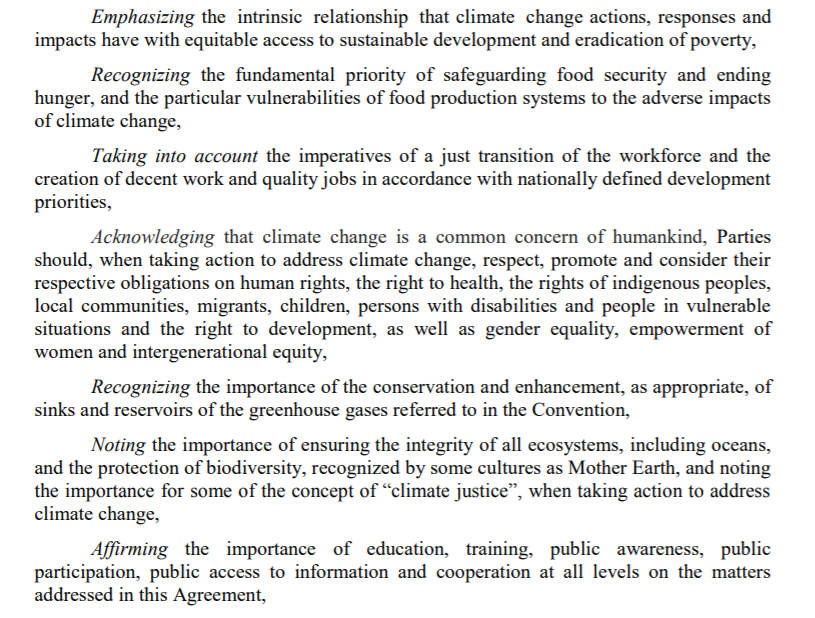 Emphasizing the intrinsic relationship that climate change actions, responses and
impacts have with equitable access to sustainable development and eradication of poverty,
Recognizing the fundamental priority of safeguarding food security and ending
hunger, and the particular vulnerabilities of food production systems to the adverse impacts
of climate change,
Taking into account the imperatives of a just transition of the workforce and the
creation of decent work and quality jobs in accordance with nationally defined development
priorities,
Acknowledging that climate change is a common concern of humankind, Parties
should, when taking action to address climate change, respect, promote and consider their
respective obligations on human rights, the right to health, the rights of indigenous peoples,
local communities, migrants, children, persons with disabilities and people in vulnerable
situations and the right to development, as well as gender equality, empowerment of
women and intergenerational equity,
Recognizing the importance of the conservation and enhancement, as appropriate, of
sinks and reservoirs of the greenhouse gases referred to in the Convention,
Noting the importance of ensuring the integrity of all ecosystems, including oceans,
and the protection of biodiversity, recognized by some cultures as Mother Earth, and noting
the importance for some of the concept of “climate justice”, when taking action to address
climate change,
Affirming the importance of education, training, public awareness, public
participation, public access to information and cooperation at all levels on the matters
addressed in this Agreement,